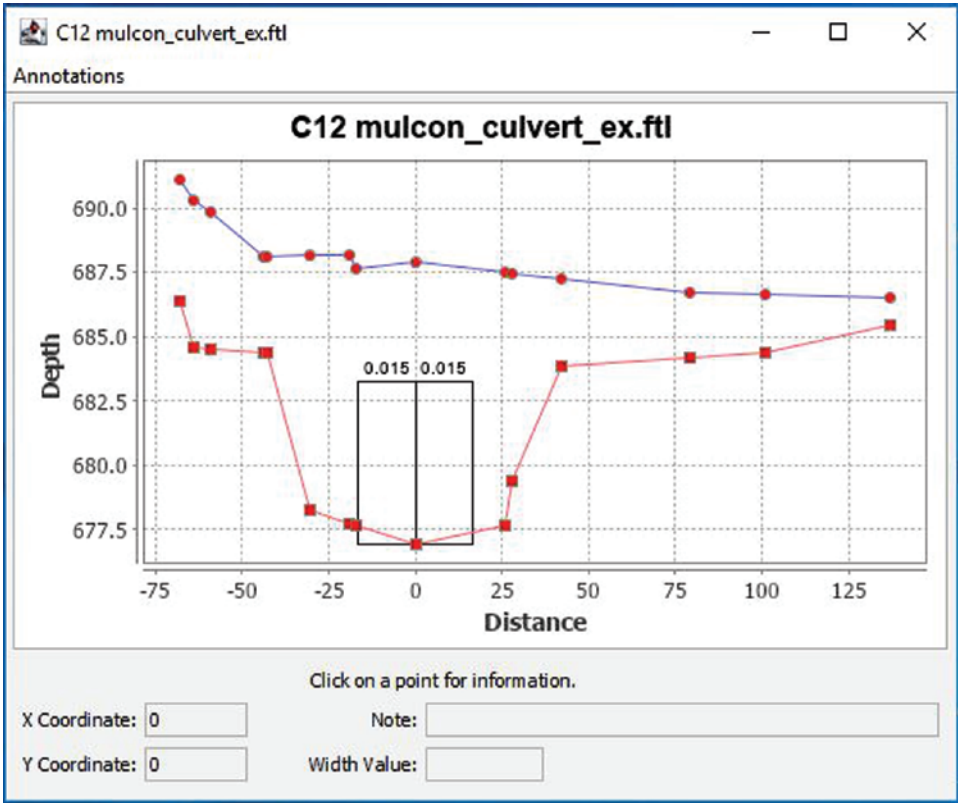 C12 mulcon_culvert_ex.ftl
Annotations
C12 mulcon_culvert_ex.ftl
690.0
687.5
685.0
682.5
680.0
677.5
Depth
0.015 0.015
-75 -50 -25 0 25 50 75 100 125
Distance
Click on a point for information.
X Coordinate: 0 Note:
Y Coordinate: 0 Width Value: